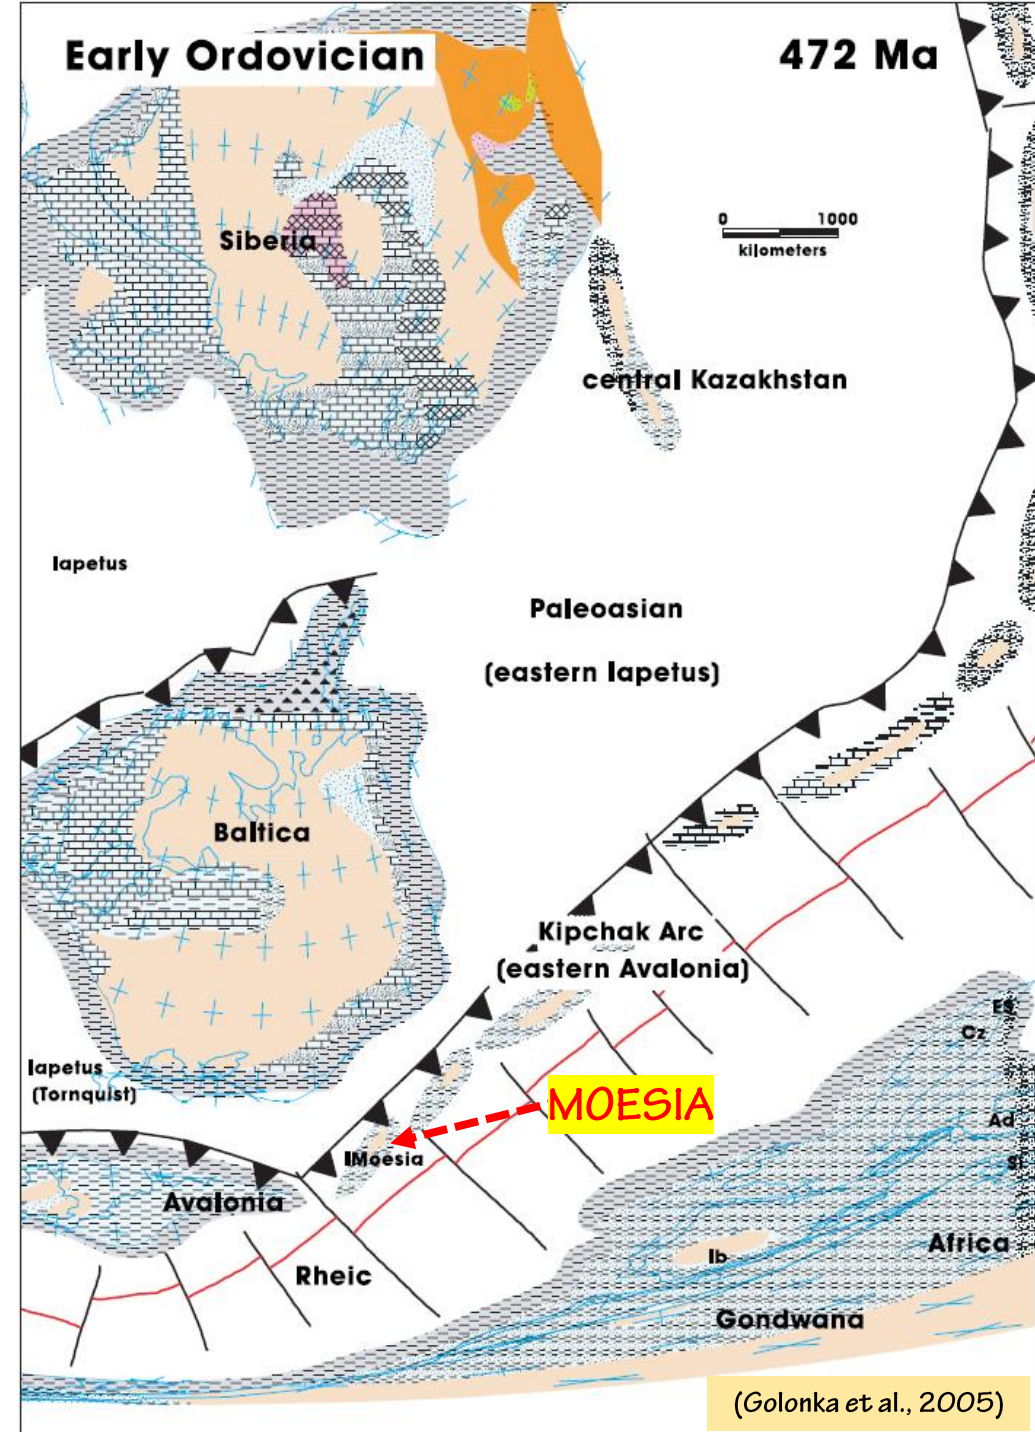 Early Ordovician
472 Ma
Siberia
0 1000
kilometers
central Kazakhstan
Iapetus
Paleoasian
(eastern Iapetus)
Baltica
Kipchak Arc
(eastern Avalonia)
Iapetus
(Tornquist)
MOESIA
Moesia
Avalonia
Cz
Ad
Ib
Africa
Rheic
Gondwana
(Golonka et al., 2005)